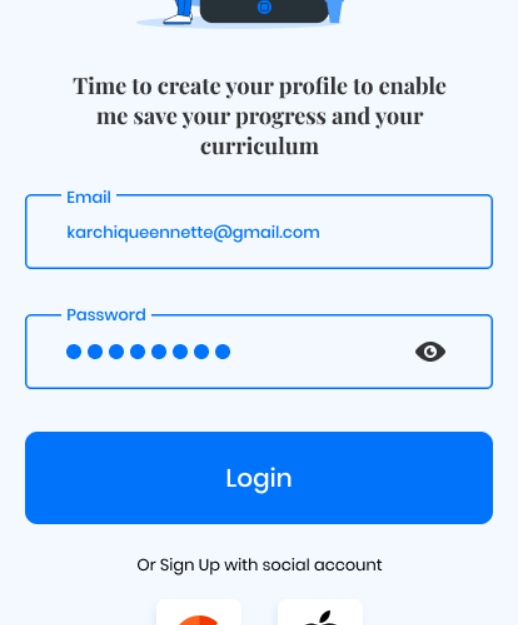 Time to create your profile to enable
me save your progress and your
curriculum
Email
karchiqueennette@gmail.com
Password
Login
Or Sign Up with social account